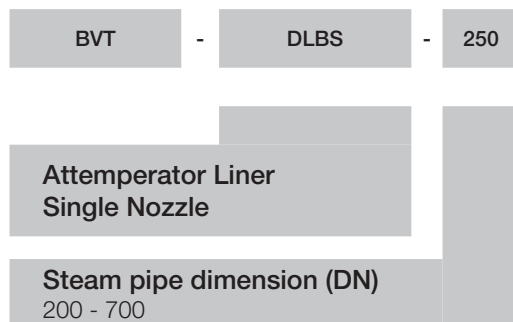 BVT - DLBS - 250
Attemperator Liner
Single Nozzle
Steam pipe dimension (DN)
200 - 700